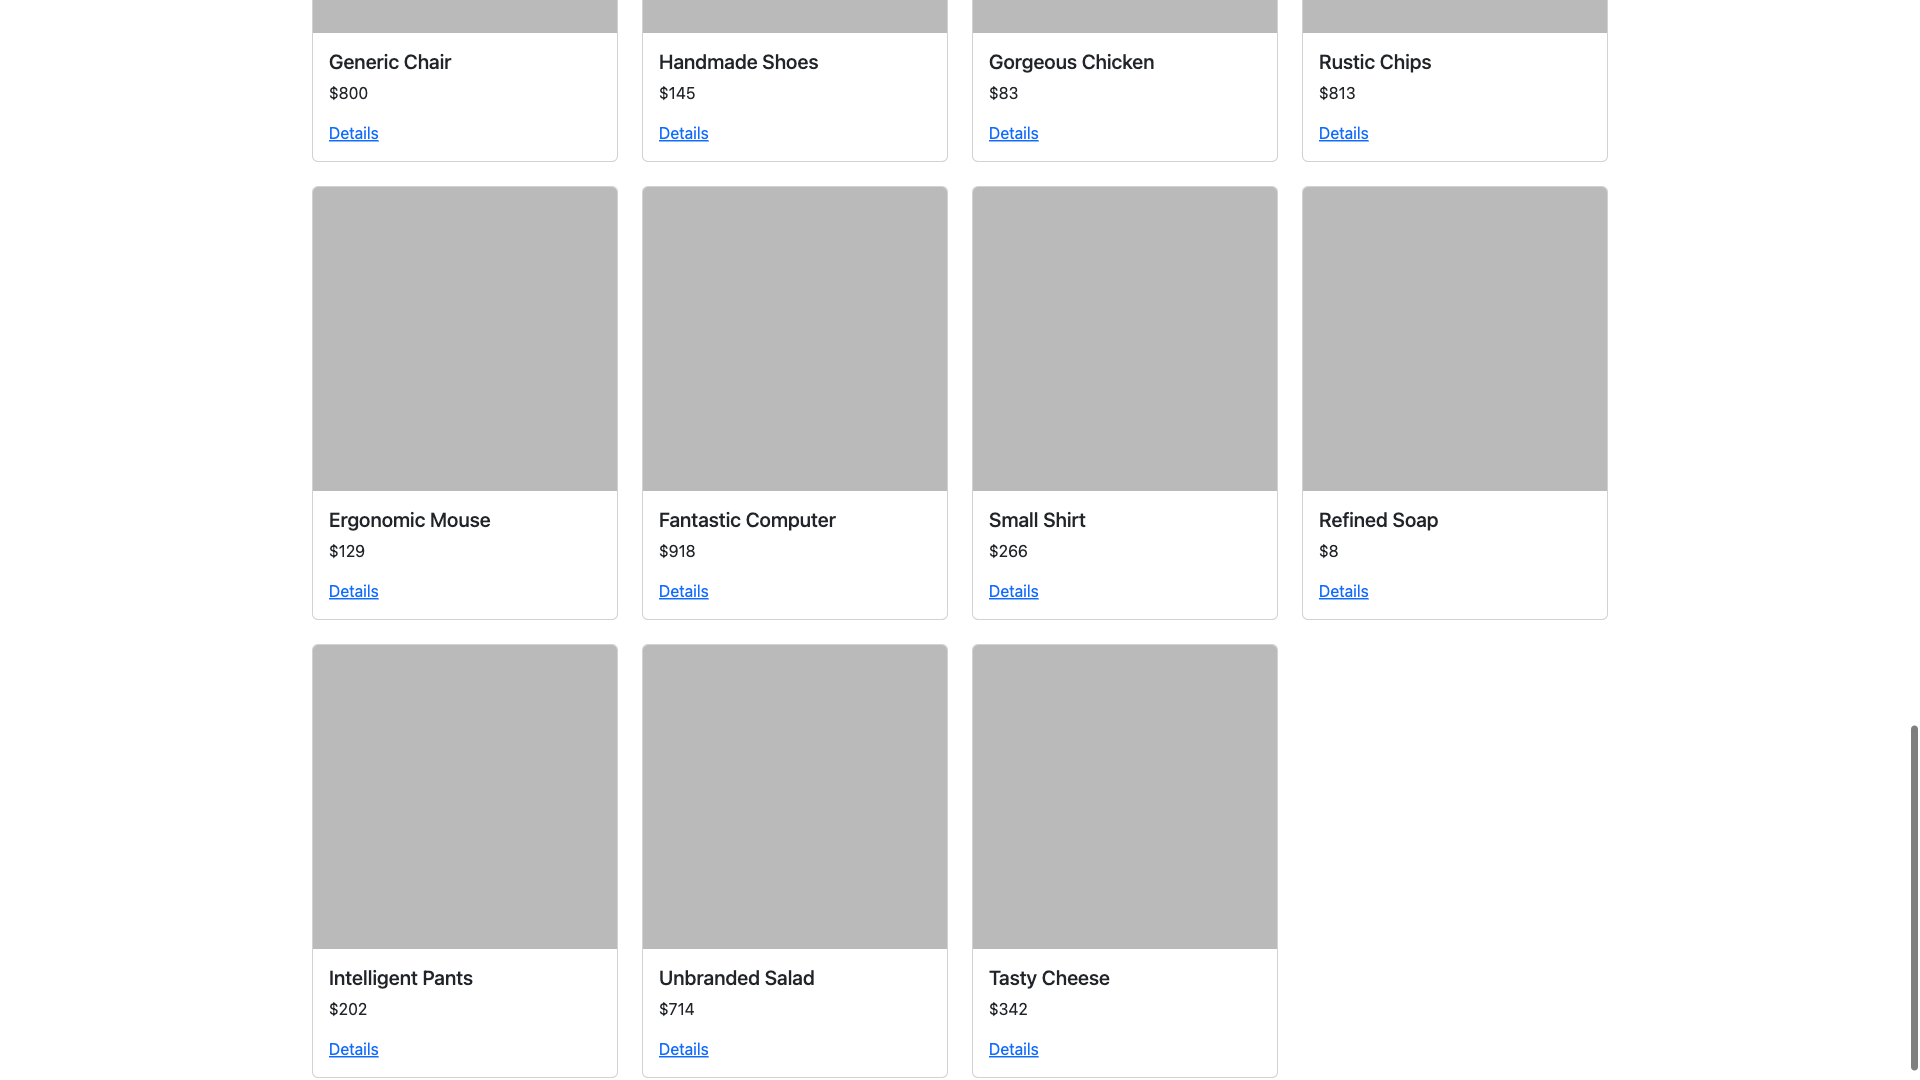 Generic Chair
$800
Details
Handmade Shoes
$145
Details
Gorgeous Chicken
$83
Details
Rustic Chips
$813
Details
Ergonomic Mouse
$129
Details
Fantastic Computer
$918
Details
Small Shirt
$266
Details
Refined Soap
$8
Details
Intelligent Pants
$202
Details
Unbranded Salad
$714
Details
Tasty Cheese
$342
Details